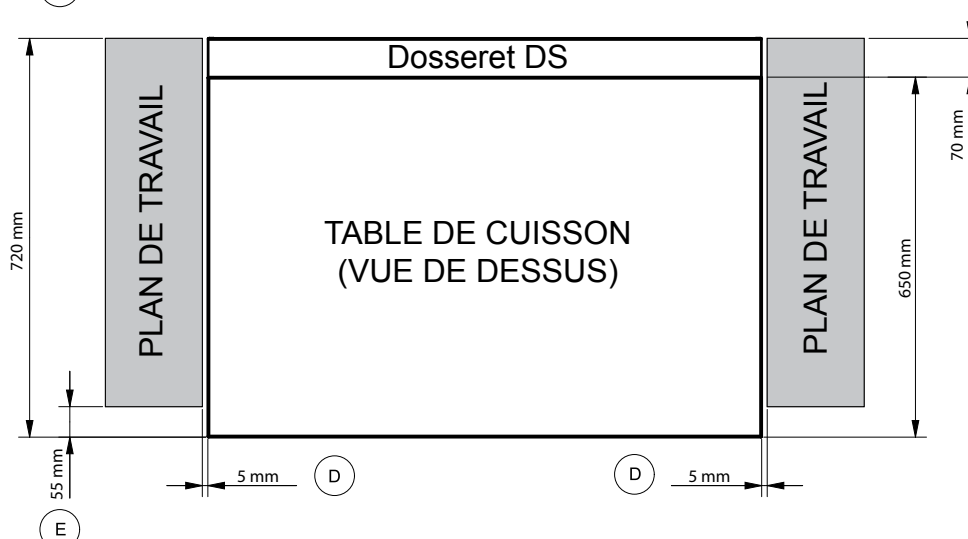 Dosseret DS
PLAN DE TRAVAIL
PLAN DE TRAVAIL
70 mm
720 mm
TABLE DE CUISSON
(VUE DE DESSUS)
650 mm
55 mm
5 mm
D
D
5 mm
E